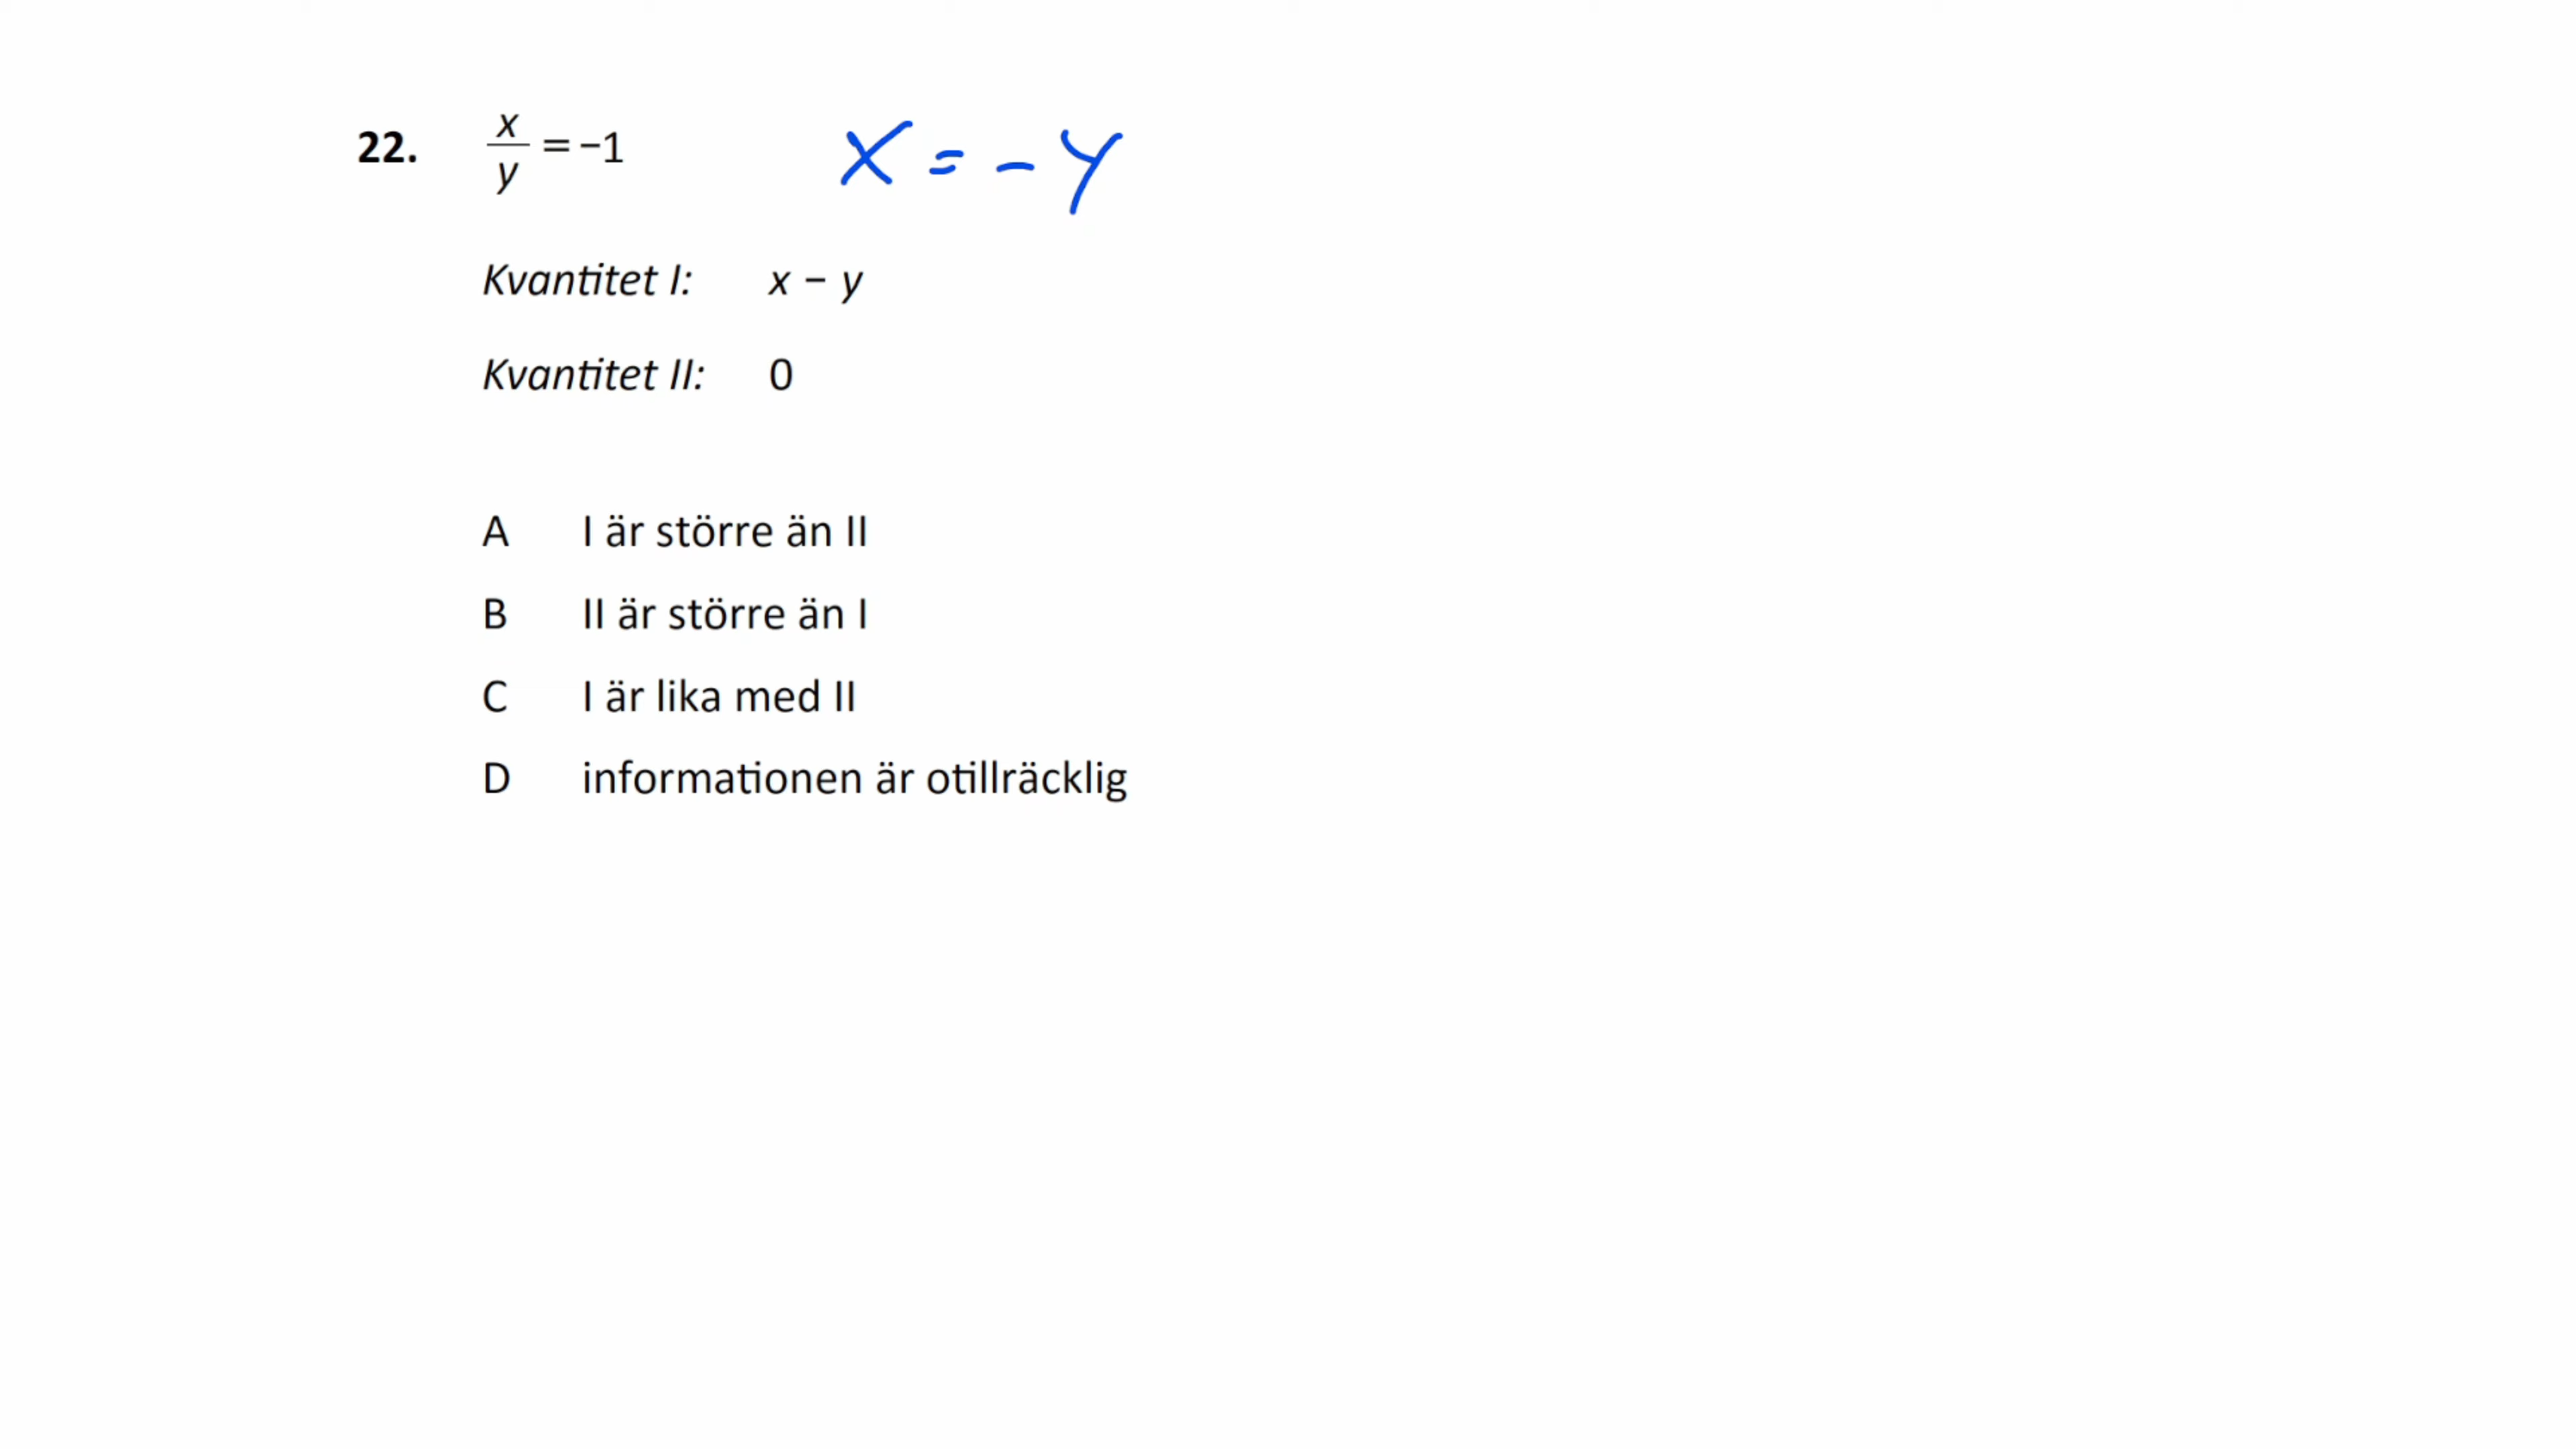 22. x/y = −1 X = - Y
Kvantitet I: x − y
Kvantitet II: 0
A I är större än II
B II är större än I
C I är lika med II
D informationen är otillräcklig